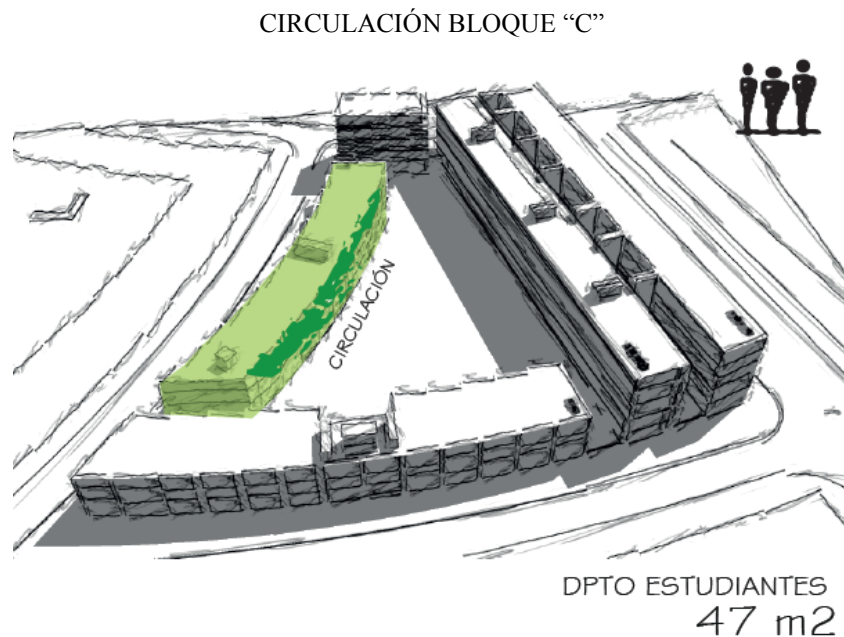 CIRCULACIÓN BLOQUE “C”
CIRCULACIÓN
DPTO ESTUDIANTES
47 m2